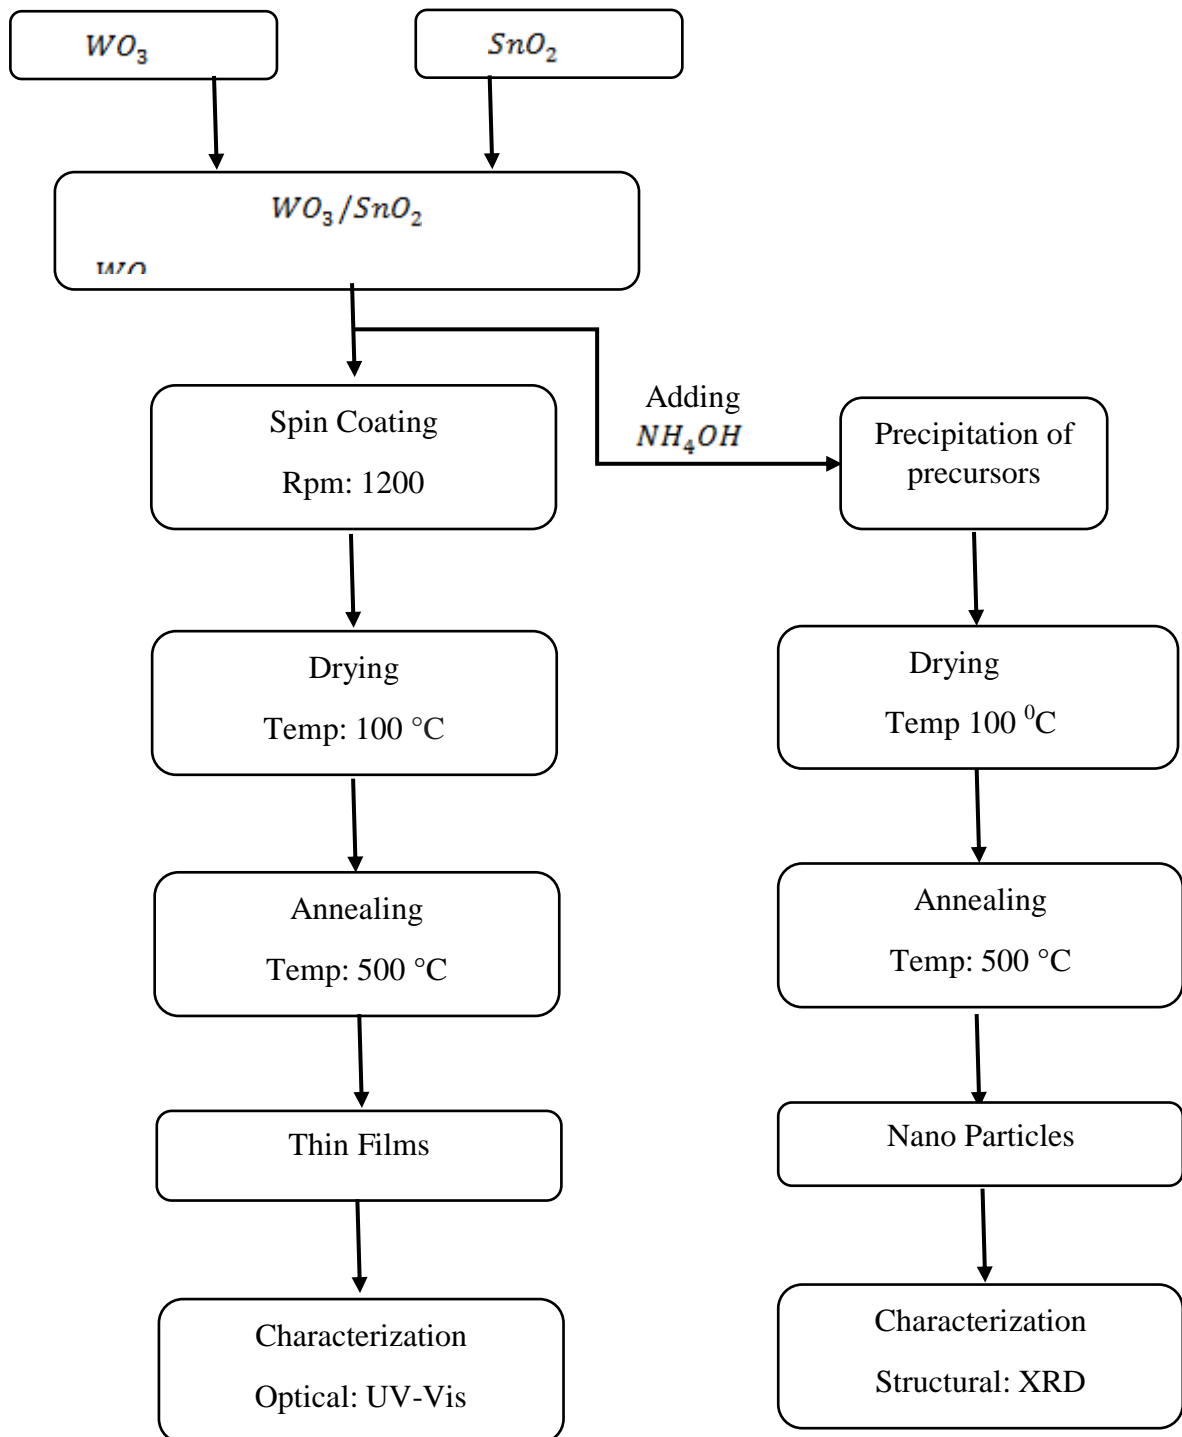 WO₃
SnO₂
WO₃/SnO₂
WO
Spin Coating
Rpm: 1200
Adding
NH₄OH
Precipitation of
precursors
Drying
Temp: 100 °C
Drying
Temp 100 ⁰C
Annealing
Temp: 500 °C
Annealing
Temp: 500 °C
Thin Films
Nano Particles
Characterization
Optical: UV-Vis
Characterization
Structural: XRD